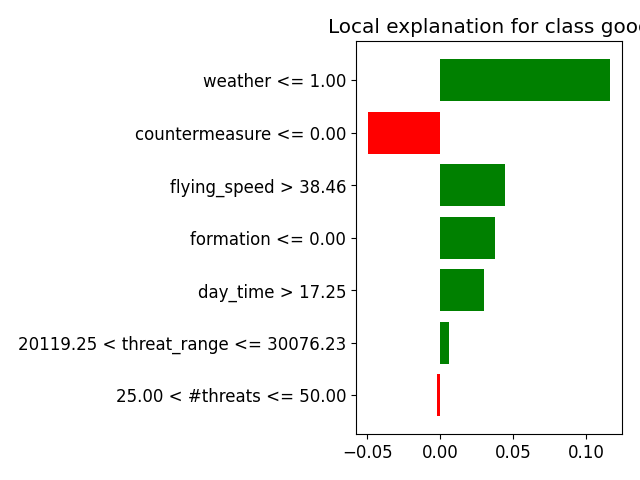 Local explanation for class goo
weather <= 1.00
countermeasure <= 0.00
flying_speed > 38.46
formation <= 0.00
day_time > 17.25
20119.25 < threat_range <= 30076.23
25.00 < #threats <= 50.00
−0.05 0.00 0.05 0.10